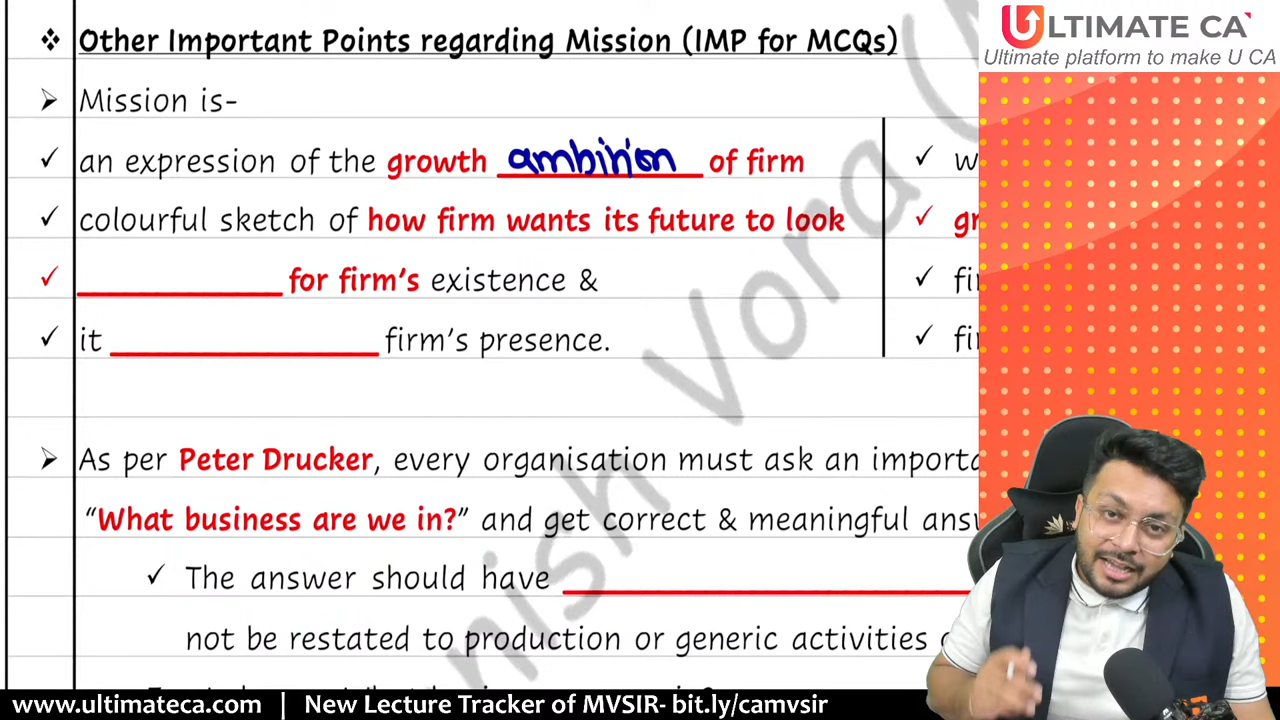 ❖ Other Important Points regarding Mission (IMP for MCQs)
➢ Mission is-
✓ an expression of the growth ambition of firm
✓ colourful sketch of how firm wants its future to look
✓ ____________ for firm's existence &
✓ it ________________ firm's presence.
➢ As per Peter Drucker, every organisation must ask an
"What business are we in?" and get correct & meaningful
✓ The answer should have ________________________
not be restated to production or generic activities
ULTIMATE CA
Ultimate platform to make U CA
Vora
www.ultimateca.com | New Lecture Tracker of MVSIR- bit.ly/camvsir